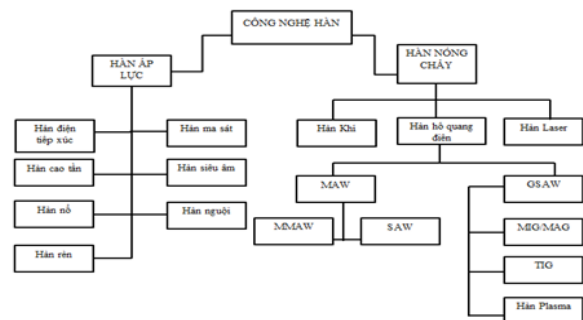 CÔNG NGHỆ HÀN
HÀN ÁP
LỰC
HÀN NÓNG
CHẢY
Hàn điện
tiếp xúc
Hàn ma sát
Hàn cao tần
Hàn siêu âm
Hàn nổ
Hàn nguội
Hàn rèn
Hàn Khí
Hàn hồ quang
điện
Hàn Laser
MAW
GSAW
MMAW
SAW
MIG/MAG
TIG
Hàn Plasma